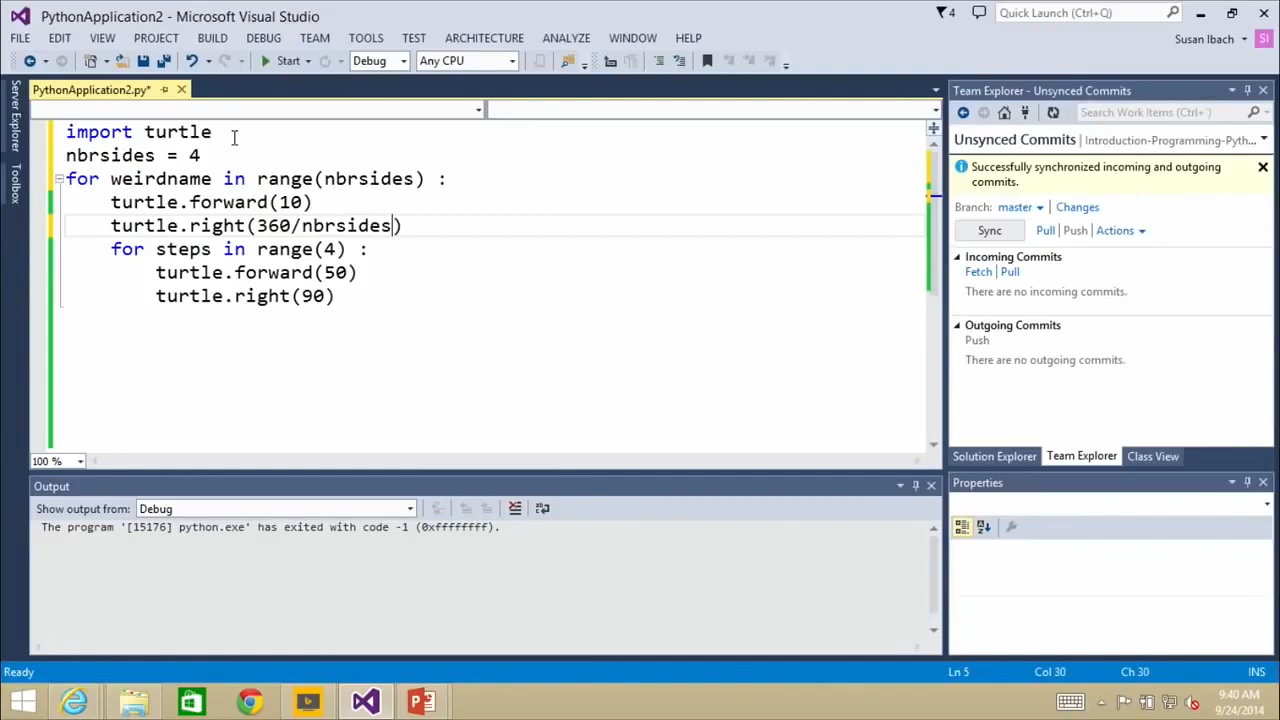 PythonApplication2 - Microsoft Visual Studio
4
Quick Launch (Ctrl+Q)
FILE EDIT VIEW PROJECT BUILD DEBUG TEAM TOOLS TEST ARCHITECTURE ANALYZE WINDOW HELP
Susan Ibach
SI
Start
Debug
Any CPU
Server Explorer
Toolbox
PythonApplication2.py*
import turtle
nbrsides = 4
for weirdname in range(nbrsides) :
turtle.forward(10)
turtle.right(360/nbrsides)
for steps in range(4) :
turtle.forward(50)
turtle.right(90)
100 %
Output
Show output from: Debug
The program '[15176] python.exe' has exited with code -1 (0xffffffff).
Team Explorer - Unsynced Commits
Search Work Items (Ctrl+')
Unsynced Commits | Introduction-Programming-Pyth...
Successfully synchronized incoming and outgoing
commits.
Branch: master Changes
Sync Pull Push Actions
Incoming Commits
Fetch | Pull
There are no incoming commits.
Outgoing Commits
Push
There are no outgoing commits.
Solution Explorer Team Explorer Class View
Properties
Ready
Ln 5
Col 30
Ch 30
INS
9:40 AM
9/24/2014